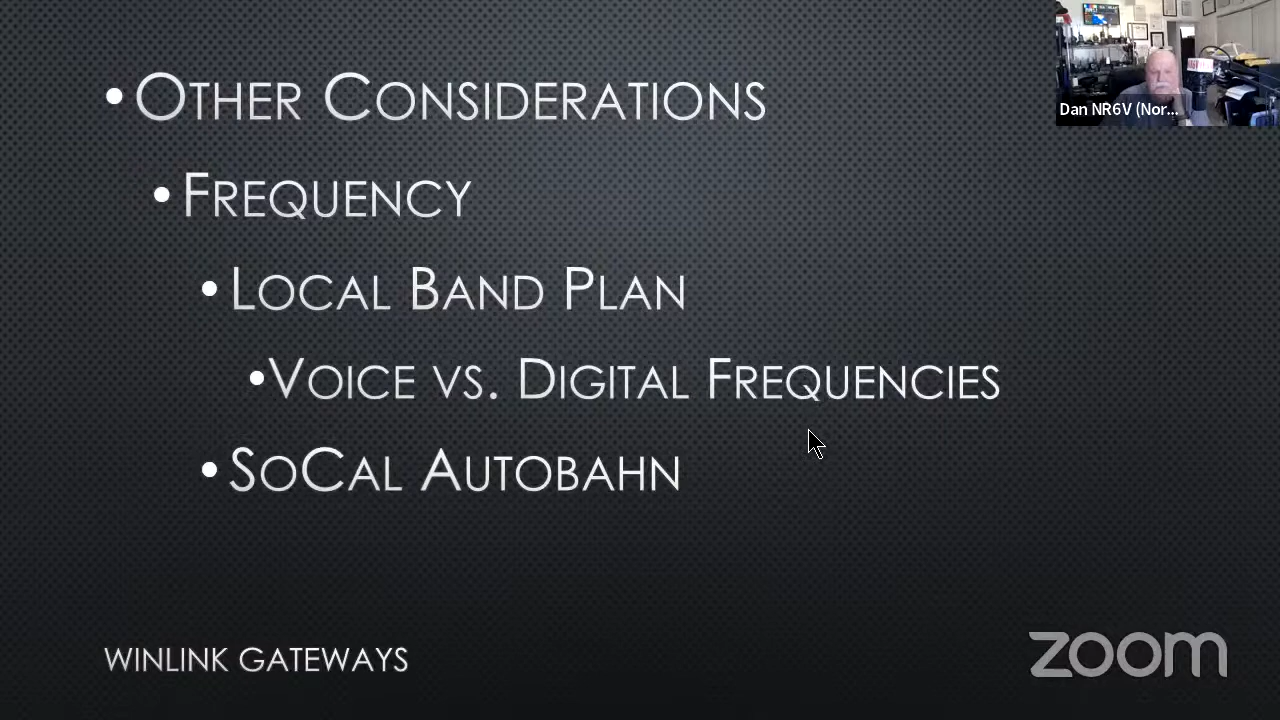 • OTHER CONSIDERATIONS
• FREQUENCY
• LOCAL BAND PLAN
• VOICE VS. DIGITAL FREQUENCIES
• SOCAL AUTOBAHN
WINLINK GATEWAYS
Dan NR6V (Nor...
zoom